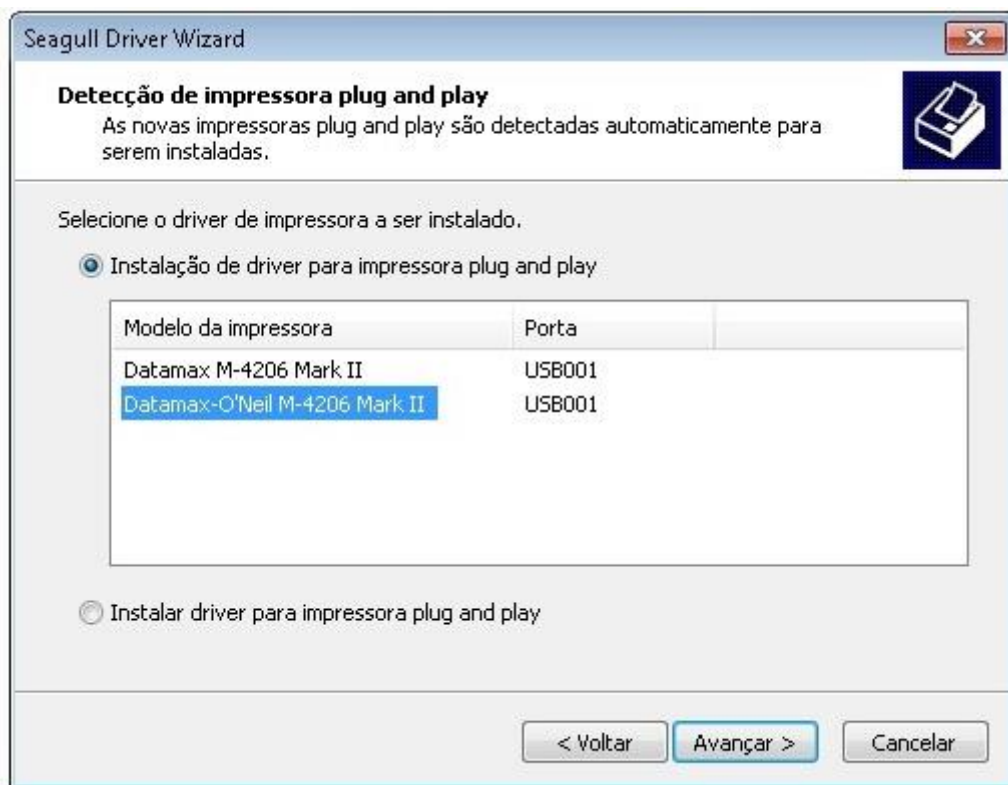 Seagull Driver Wizard
Detecção de impressora plug and play
As novas impressoras plug and play são detectadas automaticamente para
serem instaladas.
Selecione o driver de impressora a ser instalado.
Instalação de driver para impressora plug and play
Modelo da impressora Porta
Datamax M-4206 Mark II USB001
Datamax-O'Neil M-4206 Mark II USB001
Instalar driver para impressora plug and play
< Voltar Avançar > Cancelar